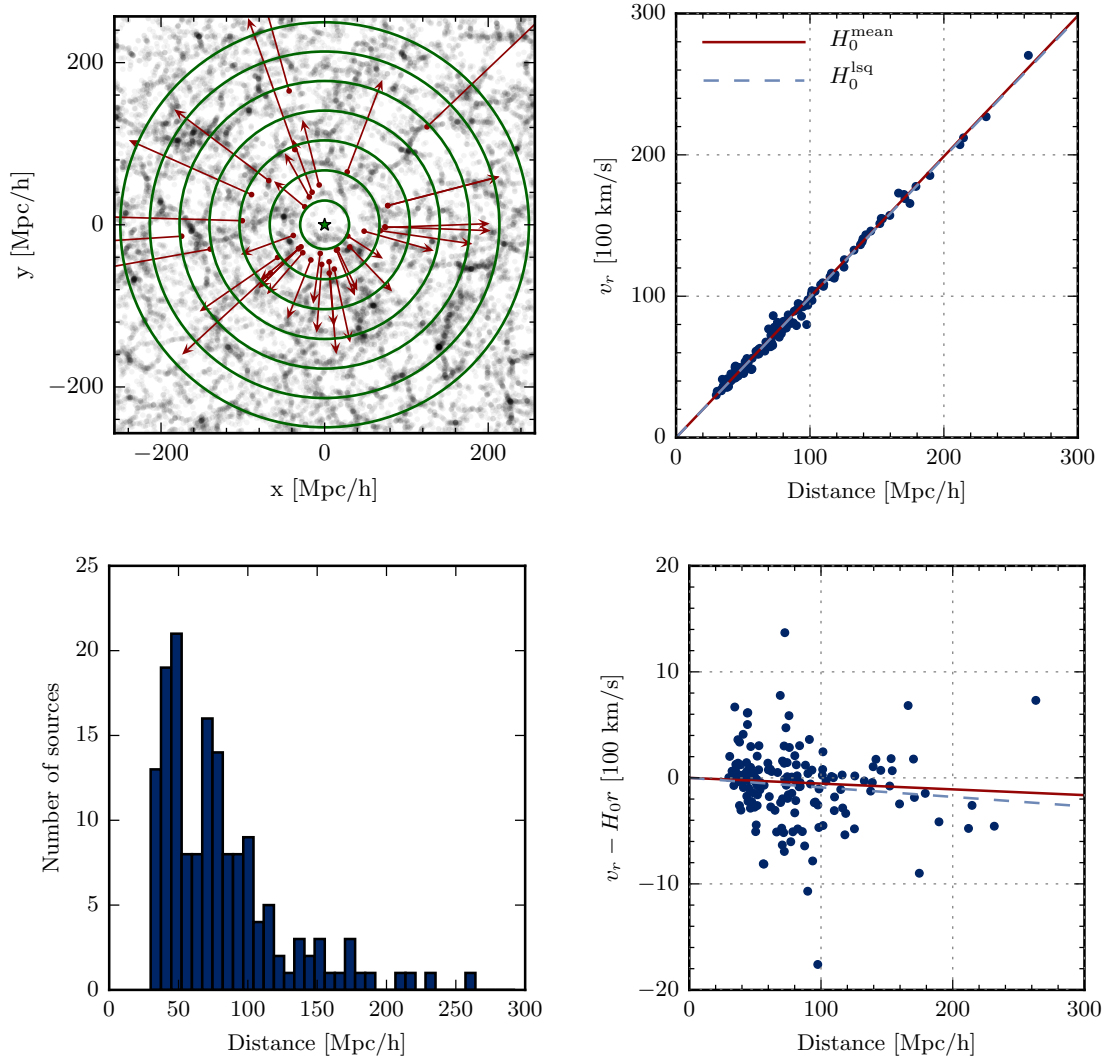 200
0
−200
y [Mpc/h]
−200 0 200
x [Mpc/h]
300
200
100
0
v_r [100 km/s]
H_0^mean
H_0^lsq
0 100 200 300
Distance [Mpc/h]
25
20
15
10
5
0
Number of sources
0 50 100 150 200 250 300
Distance [Mpc/h]
20
10
0
−10
−20
v_r − H_0r [100 km/s]
0 100 200 300
Distance [Mpc/h]